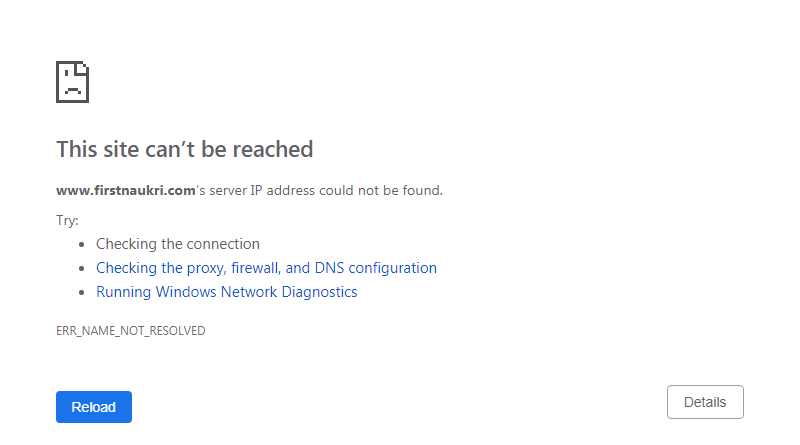 This site can’t be reached
www.firstnaukri.com’s server IP address could not be found.
Try:
Checking the connection
Checking the proxy, firewall, and DNS configuration
Running Windows Network Diagnostics
ERR_NAME_NOT_RESOLVED
Reload
Details